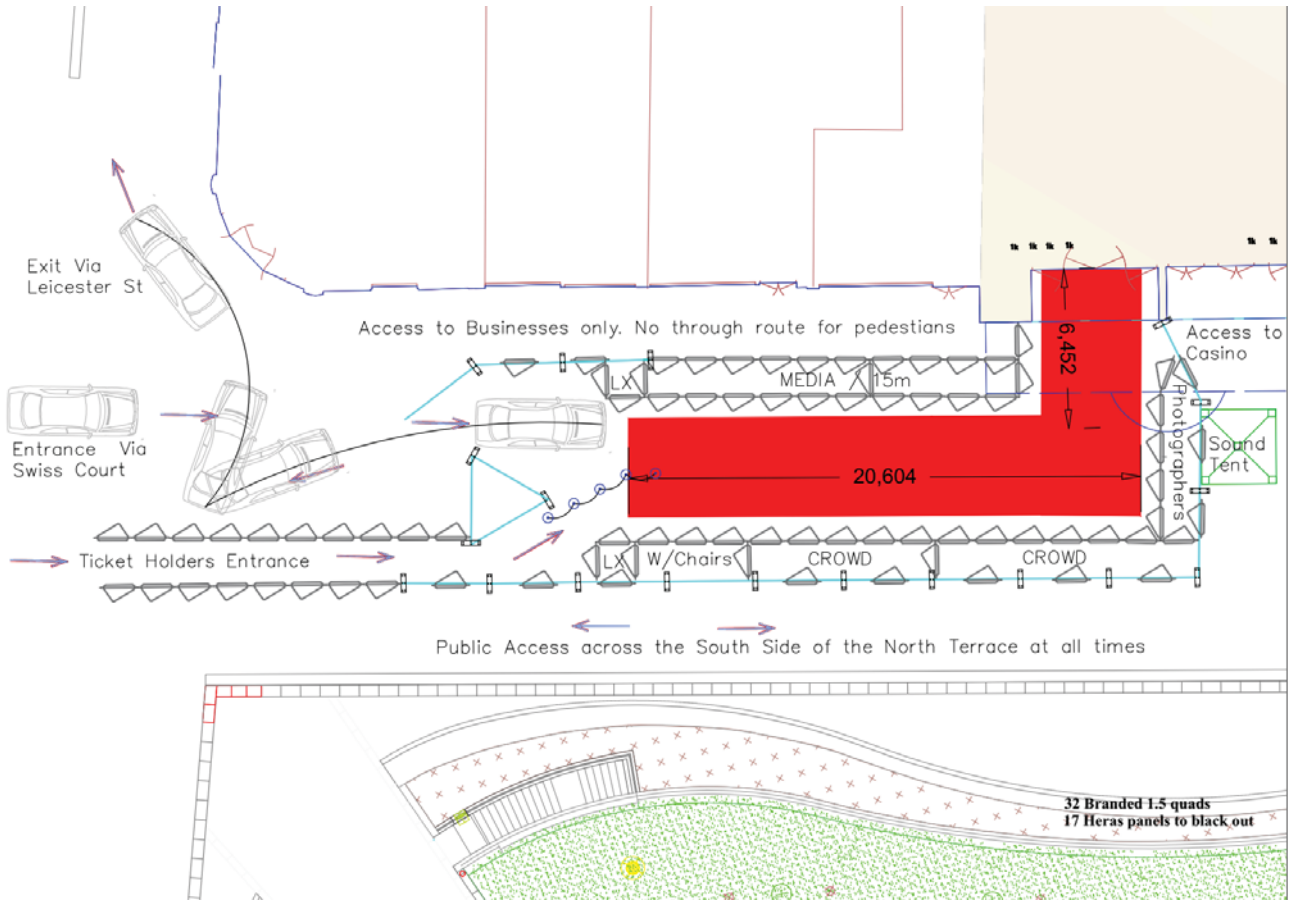 Exit Via
Leicester St
Access to Businesses only. No through route for pedestians
6,452
Access to
Casino
LX
MEDIA / 15m
Photographers
Entrance Via
Swiss Court
Sound
Tent
20,604
Ticket Holders Entrance
LX
W/Chairs
CROWD
CROWD
Public Access across the South Side of the North Terrace at all times
32 Branded 1.5 quads
17 Heras panels to black out